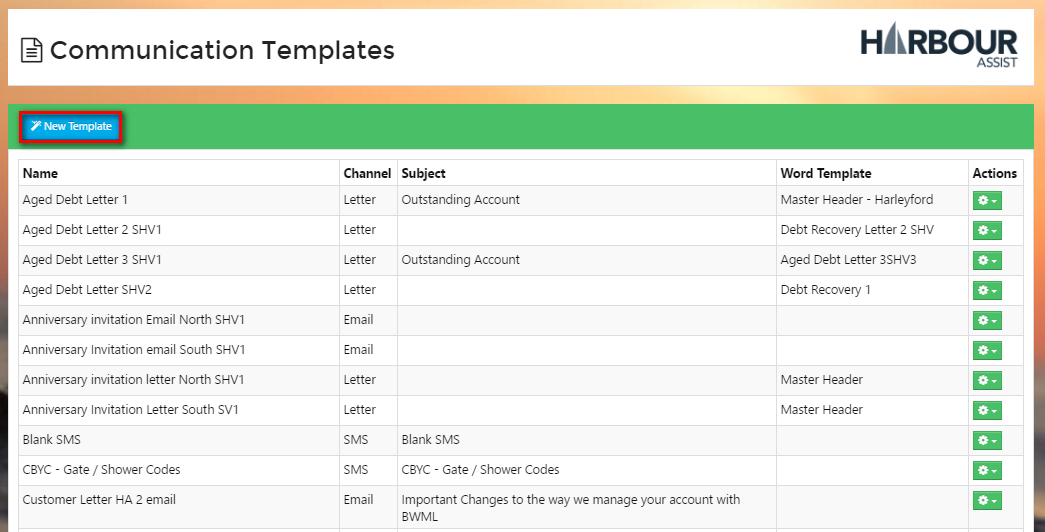 Communication Templates
HARBOUR
ASSIST
New Template
Name Channel Subject Word Template Actions
Aged Debt Letter 1 Letter Outstanding Account Master Header - Harleyford
Aged Debt Letter 2 SHV1 Letter Debt Recovery Letter 2 SHV
Aged Debt Letter 3 SHV1 Letter Outstanding Account Aged Debt Letter 3SHV3
Aged Debt Letter SHV2 Letter Debt Recovery 1
Anniversary invitation Email North SHV1 Email
Anniversary Invitation email South SHV1 Email
Anniversary invitation letter North SHV1 Letter Master Header
Anniversary Invitation Letter South SV1 Letter Master Header
Blank SMS SMS Blank SMS
CBYC - Gate / Shower Codes SMS CBYC - Gate / Shower Codes
Customer Letter HA 2 email Email Important Changes to the way we manage your account with
BWML